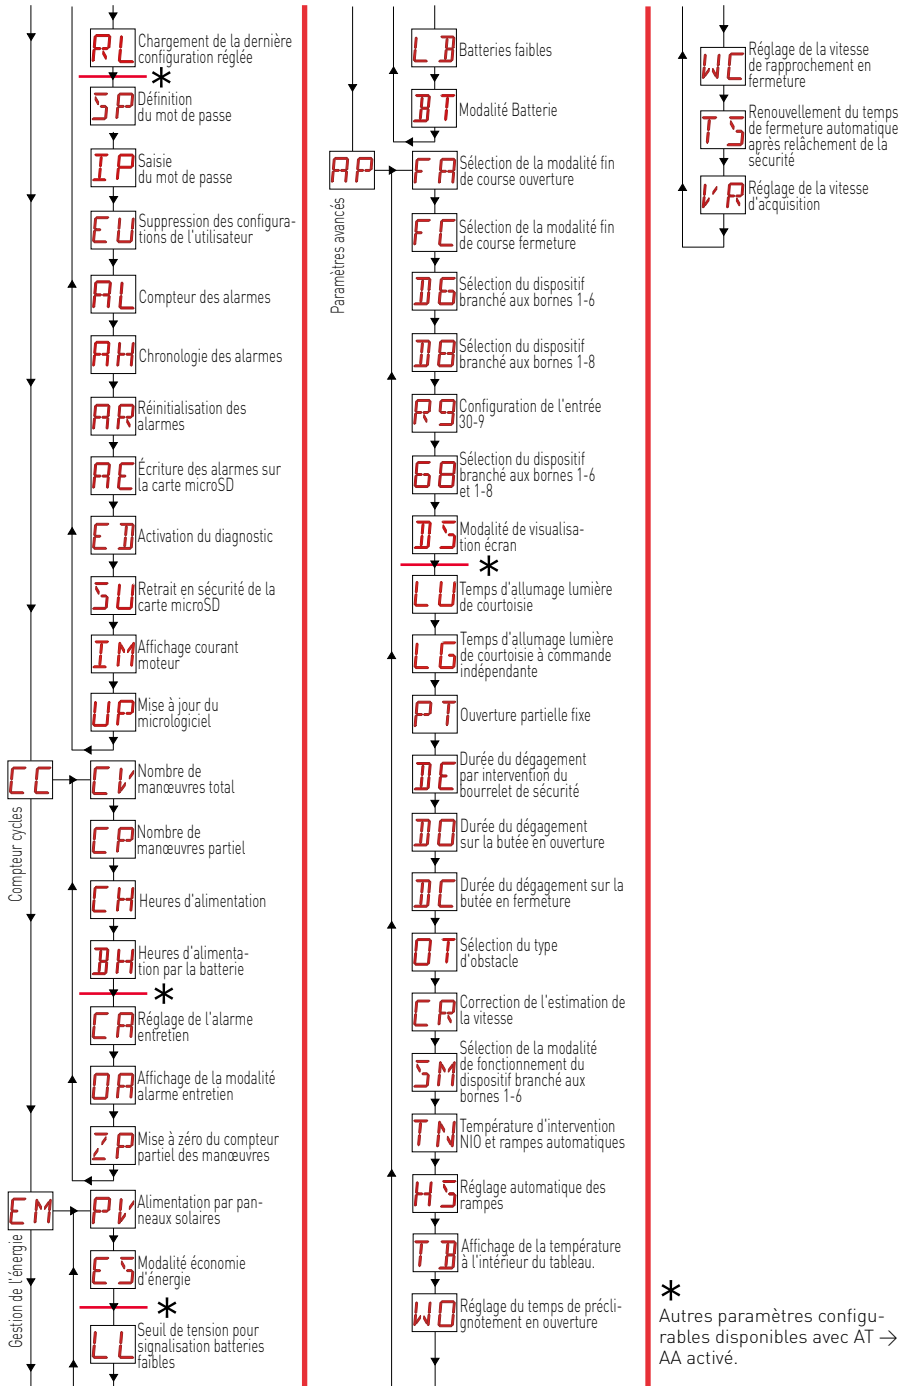 RL
Chargement de la dernière
configuration réglée
*
SP
Définition
du mot de passe
IP
Saisie
du mot de passe
EU
Suppression des configura-
tions de l'utilisateur
AL
Compteur des alarmes
AH
Chronologie des alarmes
AR
Réinitialisation des
alarmes
AE
Écriture des alarmes sur
la carte microSD
ED
Activation du diagnostic
SU
Retrait en sécurité de la
carte microSD
IM
Affichage courant
moteur
UP
Mise à jour du
micrologiciel
CC
Compteur cycles
CV
Nombre de
manœuvres total
CP
Nombre de
manœuvres partiel
CH
Heures d'alimentation
BH
Heures d'alimenta-
tion par la batterie
*
CA
Réglage de l'alarme
entretien
OA
Affichage de la modalité
alarme entretien
ZP
Mise à zéro du compteur
partiel des manœuvres
EM
Gestion de l'énergie
PV
Alimentation par pan-
neaux solaires
ES
Modalité économie
d'énergie
*
LL
Seuil de tension pour
signalisation batteries
faibles
LB
Batteries faibles
BT
Modalité Batterie
AP
Paramètres avancés
FA
Sélection de la modalité fin
de course ouverture
FC
Sélection de la modalité fin
de course fermeture
D6
Sélection du dispositif
branché aux bornes 1-6
D8
Sélection du dispositif
branché aux bornes 1-8
R9
Configuration de l'entrée
30-9
68
Sélection du dispositif
branché aux bornes 1-6
et 1-8
DS
Modalité de visualisa-
tion écran
*
LU
Temps d'allumage lumière
de courtoisie
LG
Temps d'allumage lumière
de courtoisie à commande
indépendante
PT
Ouverture partielle fixe
DE
Durée du dégagement
par intervention du
bourrelet de sécurité
DO
Durée du dégagement
sur la butée en ouverture
DC
Durée du dégagement sur la
butée en fermeture
OT
Sélection du type
d'obstacle
CR
Correction de l'estimation de
la vitesse
SM
Sélection de la modalité
de fonctionnement du
dispositif branché aux
bornes 1-6
TN
Température d'intervention
NIO et rampes automatiques
HS
Réglage automatique des
rampes
TB
Affichage de la température
à l'intérieur du tableau.
WO
Réglage du temps de précli-
gnotement en ouverture
WC
Réglage de la vitesse
de rapprochement en
fermeture
TS
Renouvellement du temps
de fermeture automatique
après relâchement de la
sécurité
VR
Réglage de la vitesse
d'acquisition
*
Autres paramètres configu-
rables disponibles avec AT →
AA activé.